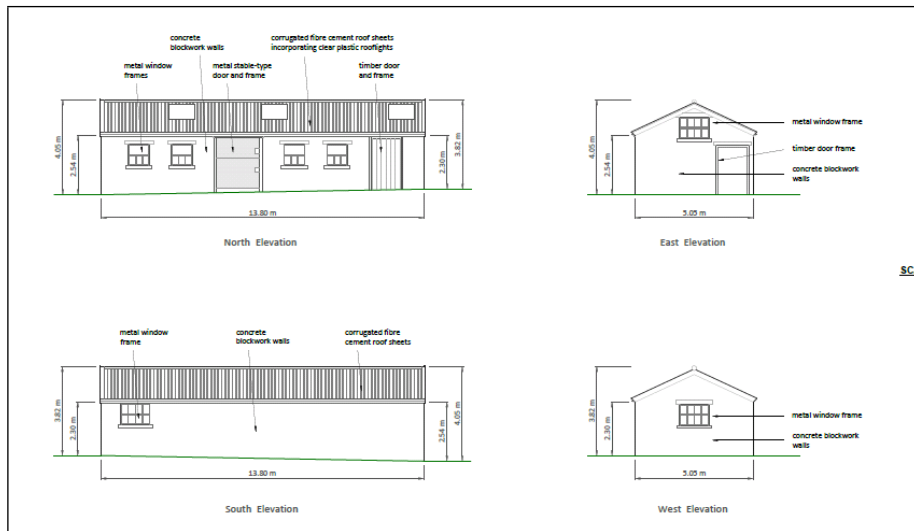 concrete
blockwork walls
corrugated fibre cement roof sheets
incorporating clear plastic rooflights
metal window
frames
metal stable-type
door and frame
timber door
and frame
4.05 m
2.54 m
2.30 m
3.82 m
13.80 m
North Elevation
4.05 m
2.54 m
metal window frame
timber door frame
concrete blockwork
walls
5.05 m
East Elevation
SC
metal window
frame
concrete
blockwork walls
corrugated fibre
cement roof sheets
3.82 m
2.30 m
2.54 m
4.05 m
13.80 m
South Elevation
3.82 m
2.30 m
metal window frame
concrete blockwork
walls
5.05 m
West Elevation